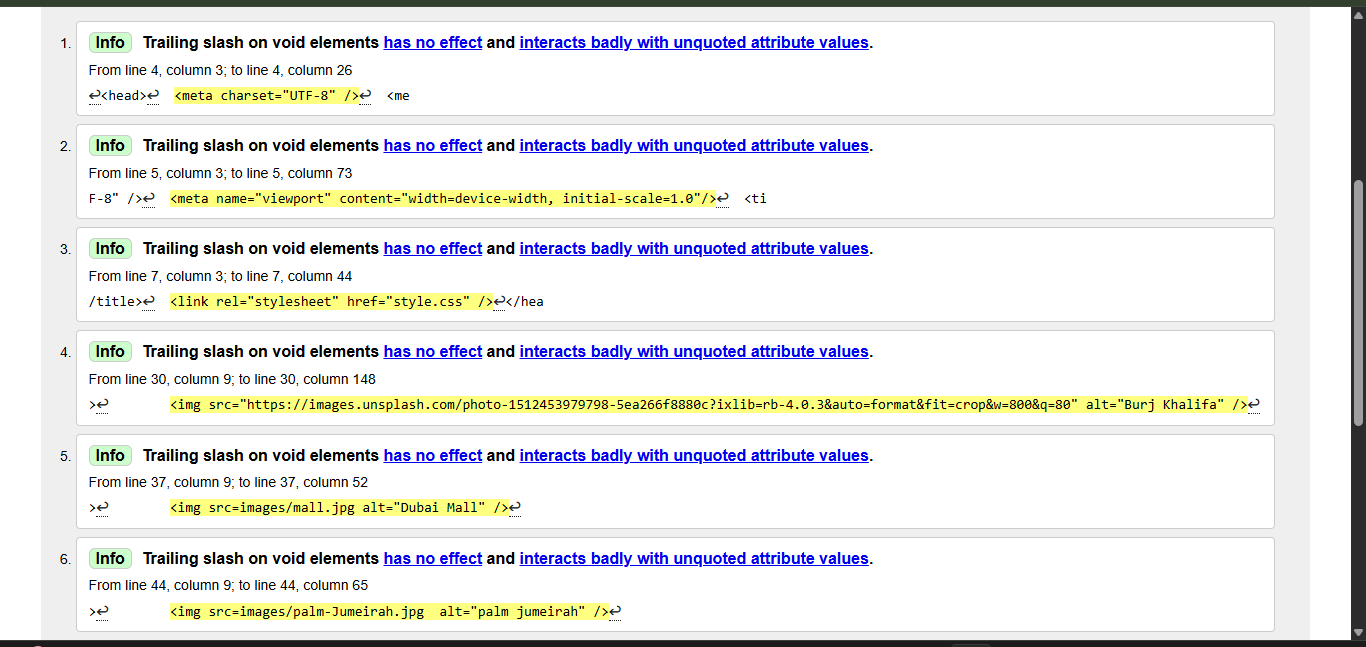 1. Info Trailing slash on void elements has no effect and interacts badly with unquoted attribute values.
From line 4, column 3; to line 4, column 26
↩<head>↩  <meta charset="UTF-8" />↩  <me
2. Info Trailing slash on void elements has no effect and interacts badly with unquoted attribute values.
From line 5, column 3; to line 5, column 73
F-8" />↩  <meta name="viewport" content="width=device-width, initial-scale=1.0"/>↩  <ti
3. Info Trailing slash on void elements has no effect and interacts badly with unquoted attribute values.
From line 7, column 3; to line 7, column 44
/title>↩  <link rel="stylesheet" href="style.css" />↩</hea
4. Info Trailing slash on void elements has no effect and interacts badly with unquoted attribute values.
From line 30, column 9; to line 30, column 148
>↩        <img src="https://images.unsplash.com/photo-1512453979798-5ea266f8880c?ixlib=rb-4.0.3&auto=format&fit=crop&w=800&q=80" alt="Burj Khalifa" />↩
5. Info Trailing slash on void elements has no effect and interacts badly with unquoted attribute values.
From line 37, column 9; to line 37, column 52
>↩        <img src=images/mall.jpg alt="Dubai Mall" />↩
6. Info Trailing slash on void elements has no effect and interacts badly with unquoted attribute values.
From line 44, column 9; to line 44, column 65
>↩        <img src=images/palm-Jumeirah.jpg  alt="palm jumeirah" />↩